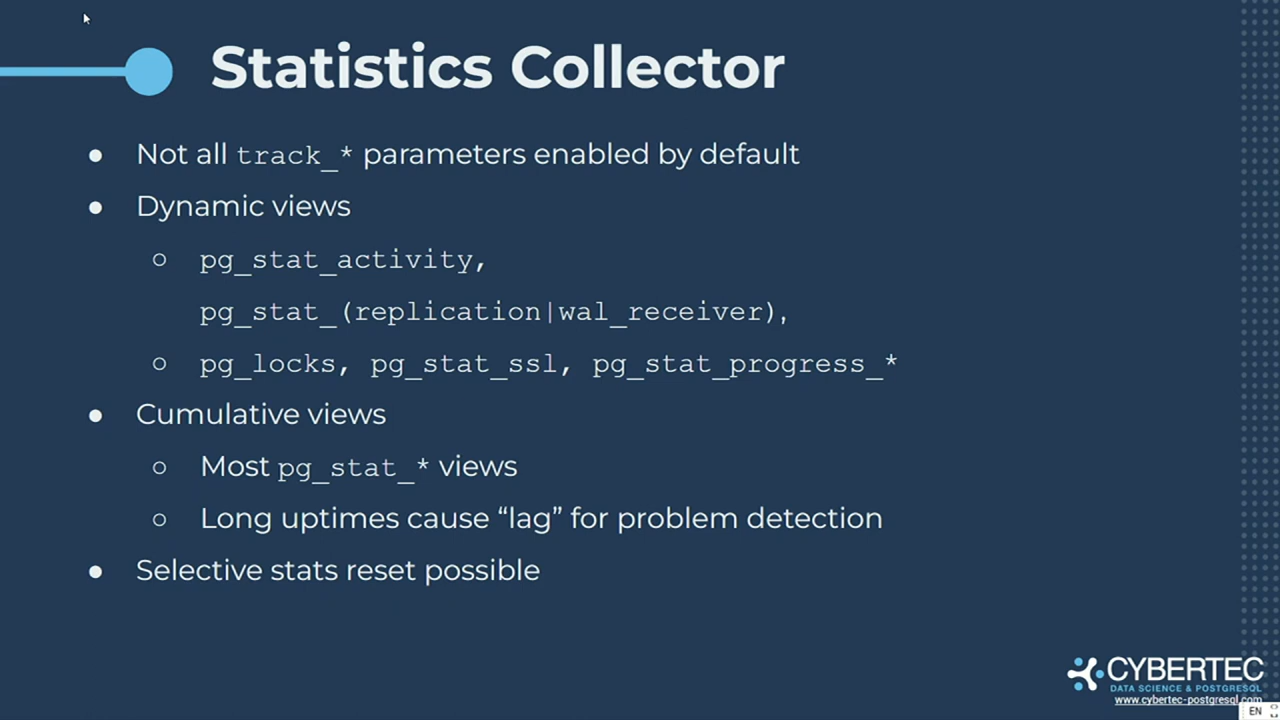 Statistics Collector
● Not all track_* parameters enabled by default
● Dynamic views
○ pg_stat_activity,
pg_stat_(replication|wal_receiver),
○ pg_locks, pg_stat_ssl, pg_stat_progress_*
● Cumulative views
○ Most pg_stat_* views
○ Long uptimes cause “lag” for problem detection
● Selective stats reset possible
CYBERTEC
DATA SCIENCE & POSTGRESQL
www.cybertec-postgresql.com
EN